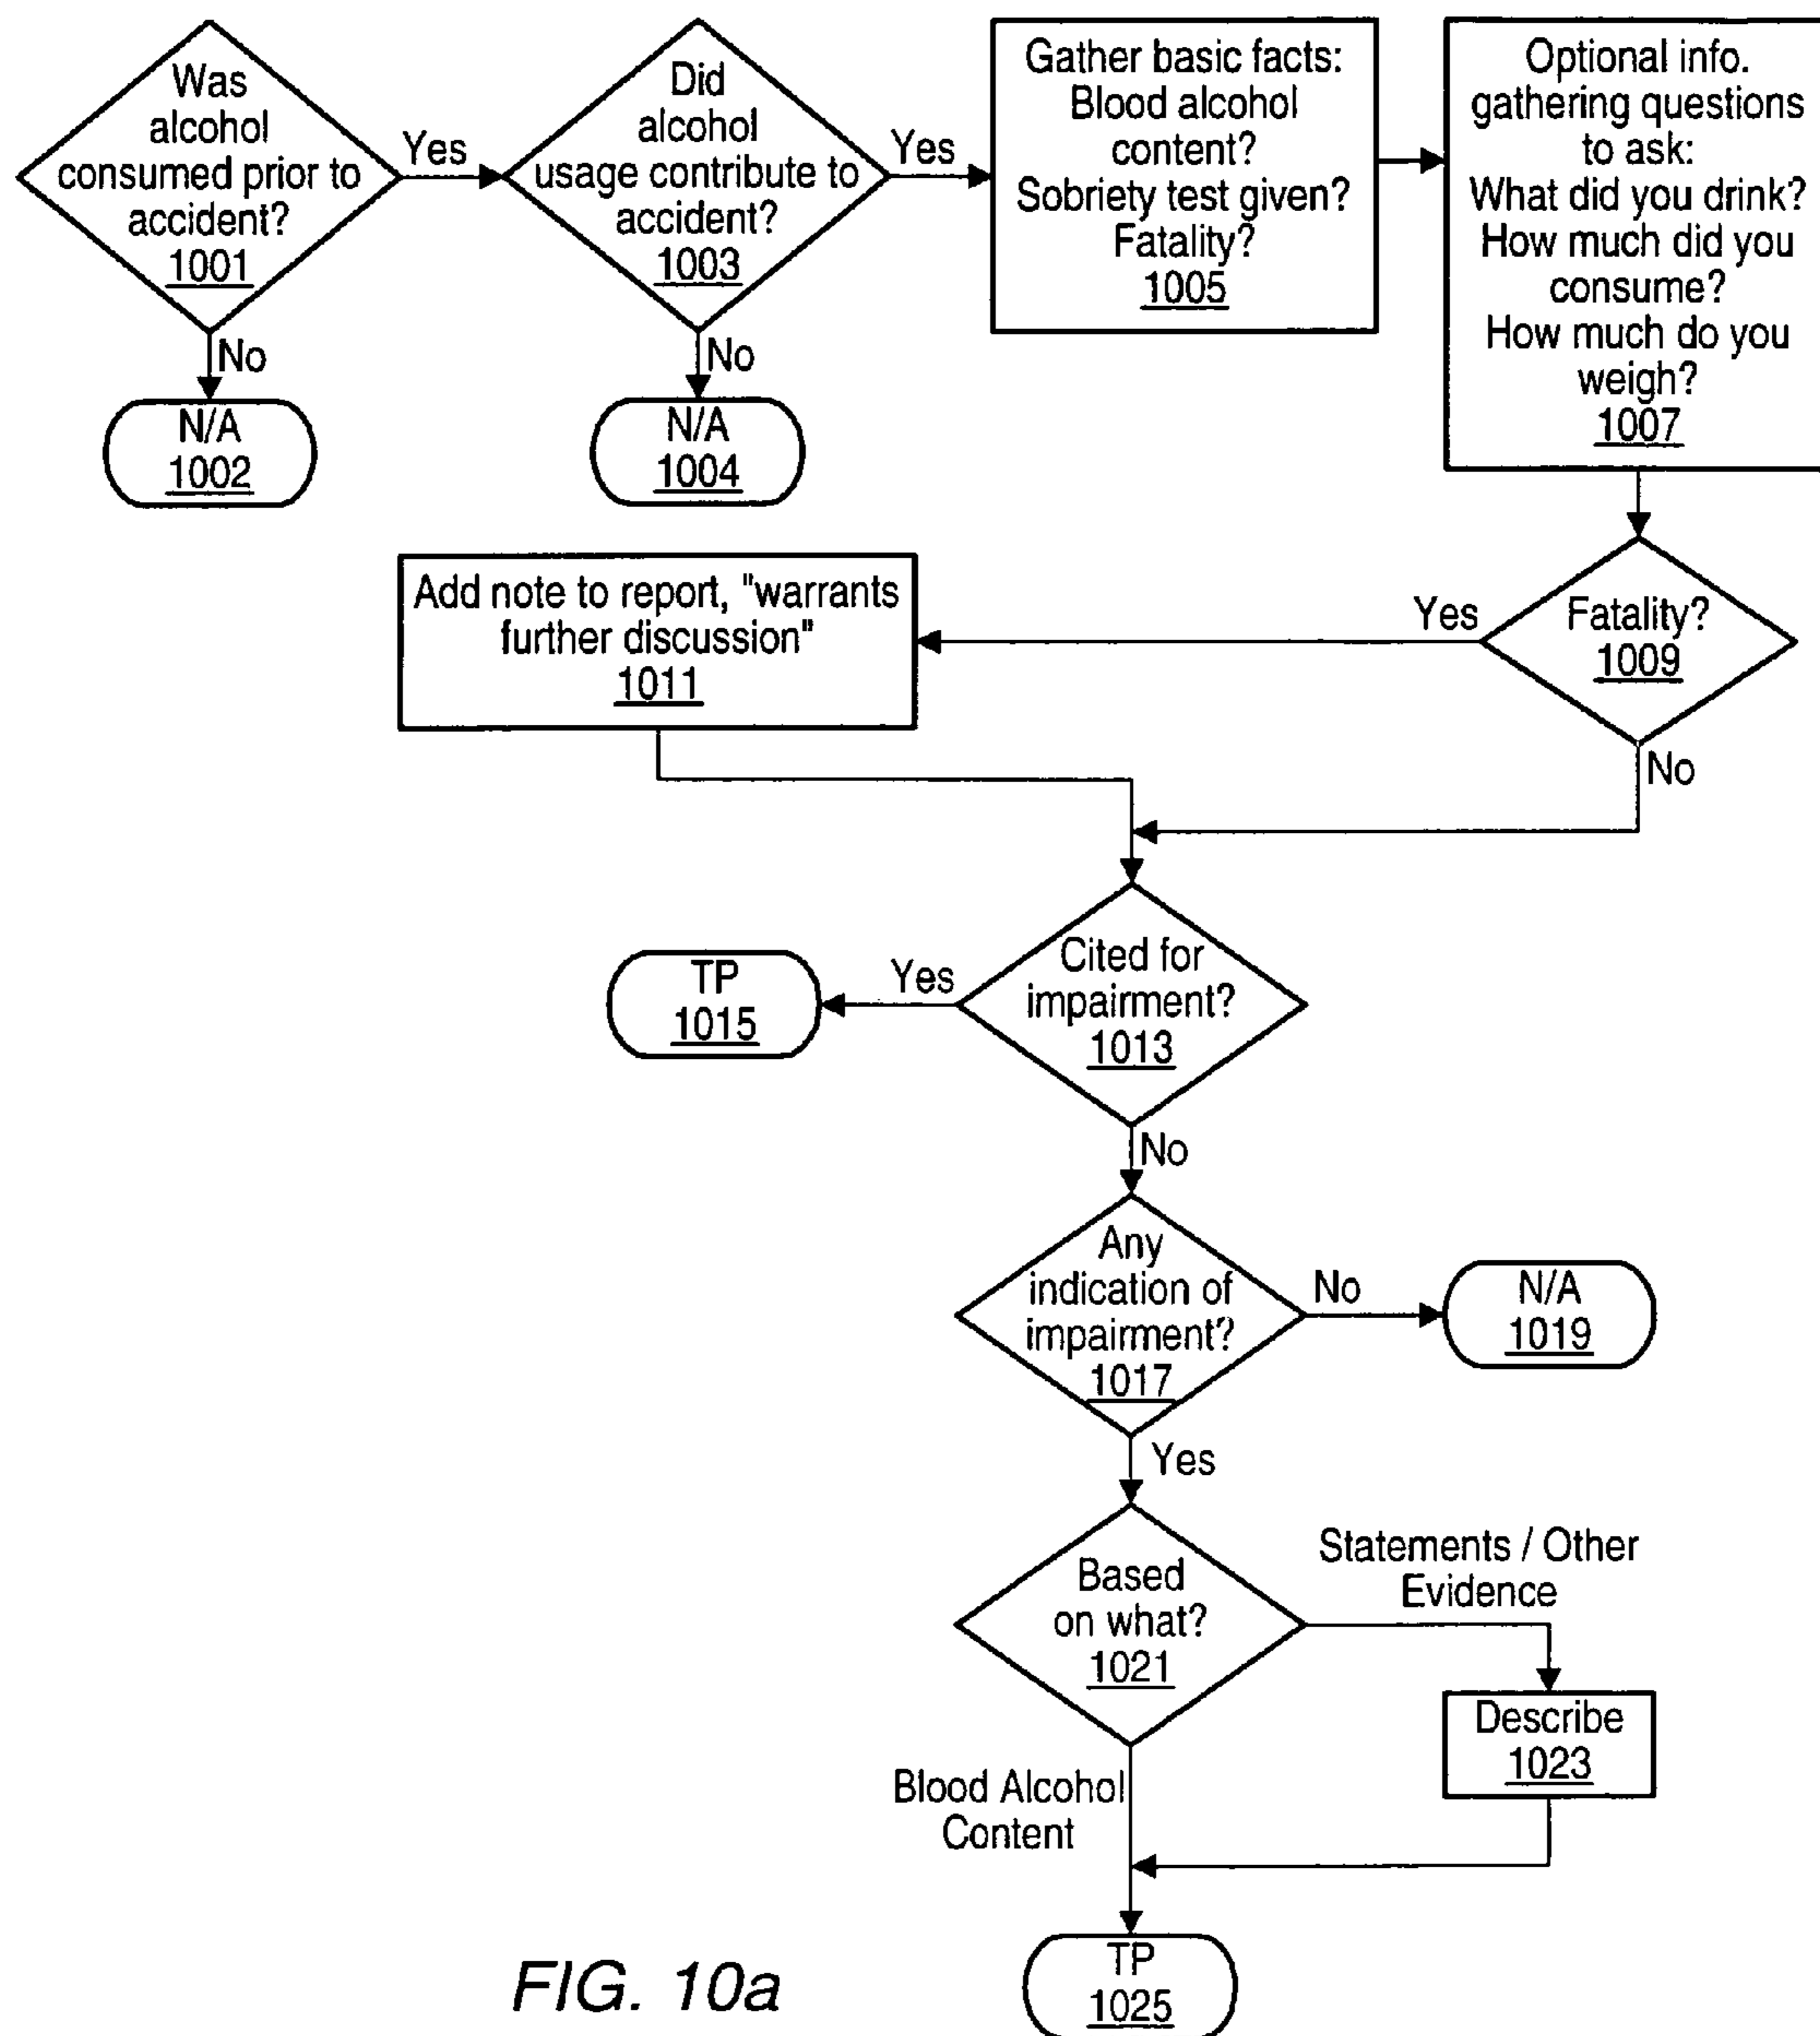 Was
alcohol
consumed prior to
accident?
1001
Yes
No
N/A
1002
Did
alcohol
usage contribute to
accident?
1003
Yes
No
N/A
1004
Gather basic facts:
Blood alcohol
content?
Sobriety test given?
Fatality?
1005
Optional info.
gathering questions
to ask:
What did you drink?
How much did you
consume?
How much do you
weigh?
1007
Fatality?
1009
Yes
No
Add note to report, "warrants
further discussion"
1011
Cited for
impairment?
1013
Yes
TP
1015
No
Any
indication of
impairment?
1017
No
N/A
1019
Yes
Based
on what?
1021
Statements / Other
Evidence
Describe
1023
Blood Alcohol
Content
TP
1025
FIG. 10a